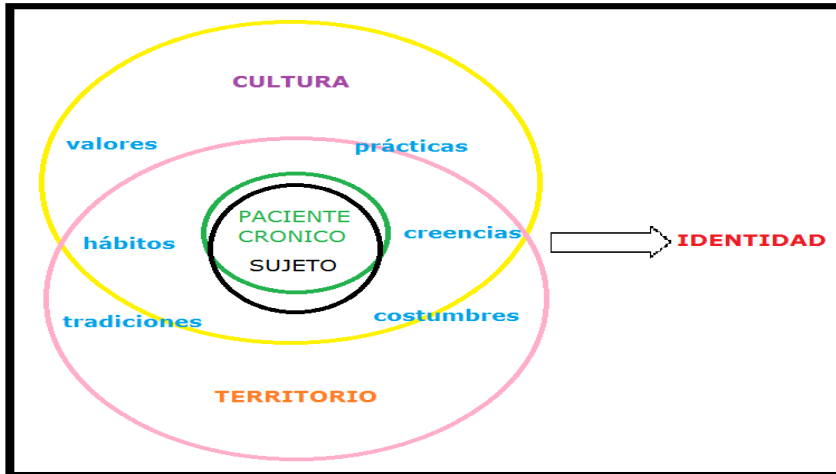 CULTURA
valores
prácticas
PACIENTE
CRONICO
SUJETO
hábitos
creencias
IDENTIDAD
tradiciones
costumbres
TERRITORIO